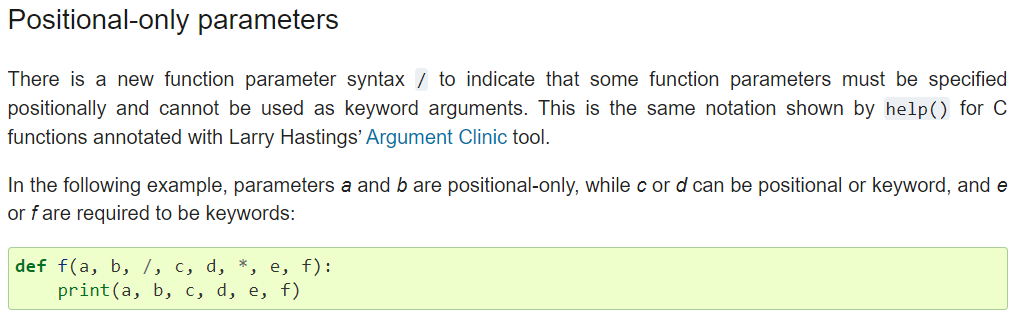 Positional-only parameters
There is a new function parameter syntax / to indicate that some function parameters must be specified
positionally and cannot be used as keyword arguments. This is the same notation shown by help() for C
functions annotated with Larry Hastings’ Argument Clinic tool.
In the following example, parameters a and b are positional-only, while c or d can be positional or keyword, and e
or f are required to be keywords:
def f(a, b, /, c, d, *, e, f):
    print(a, b, c, d, e, f)